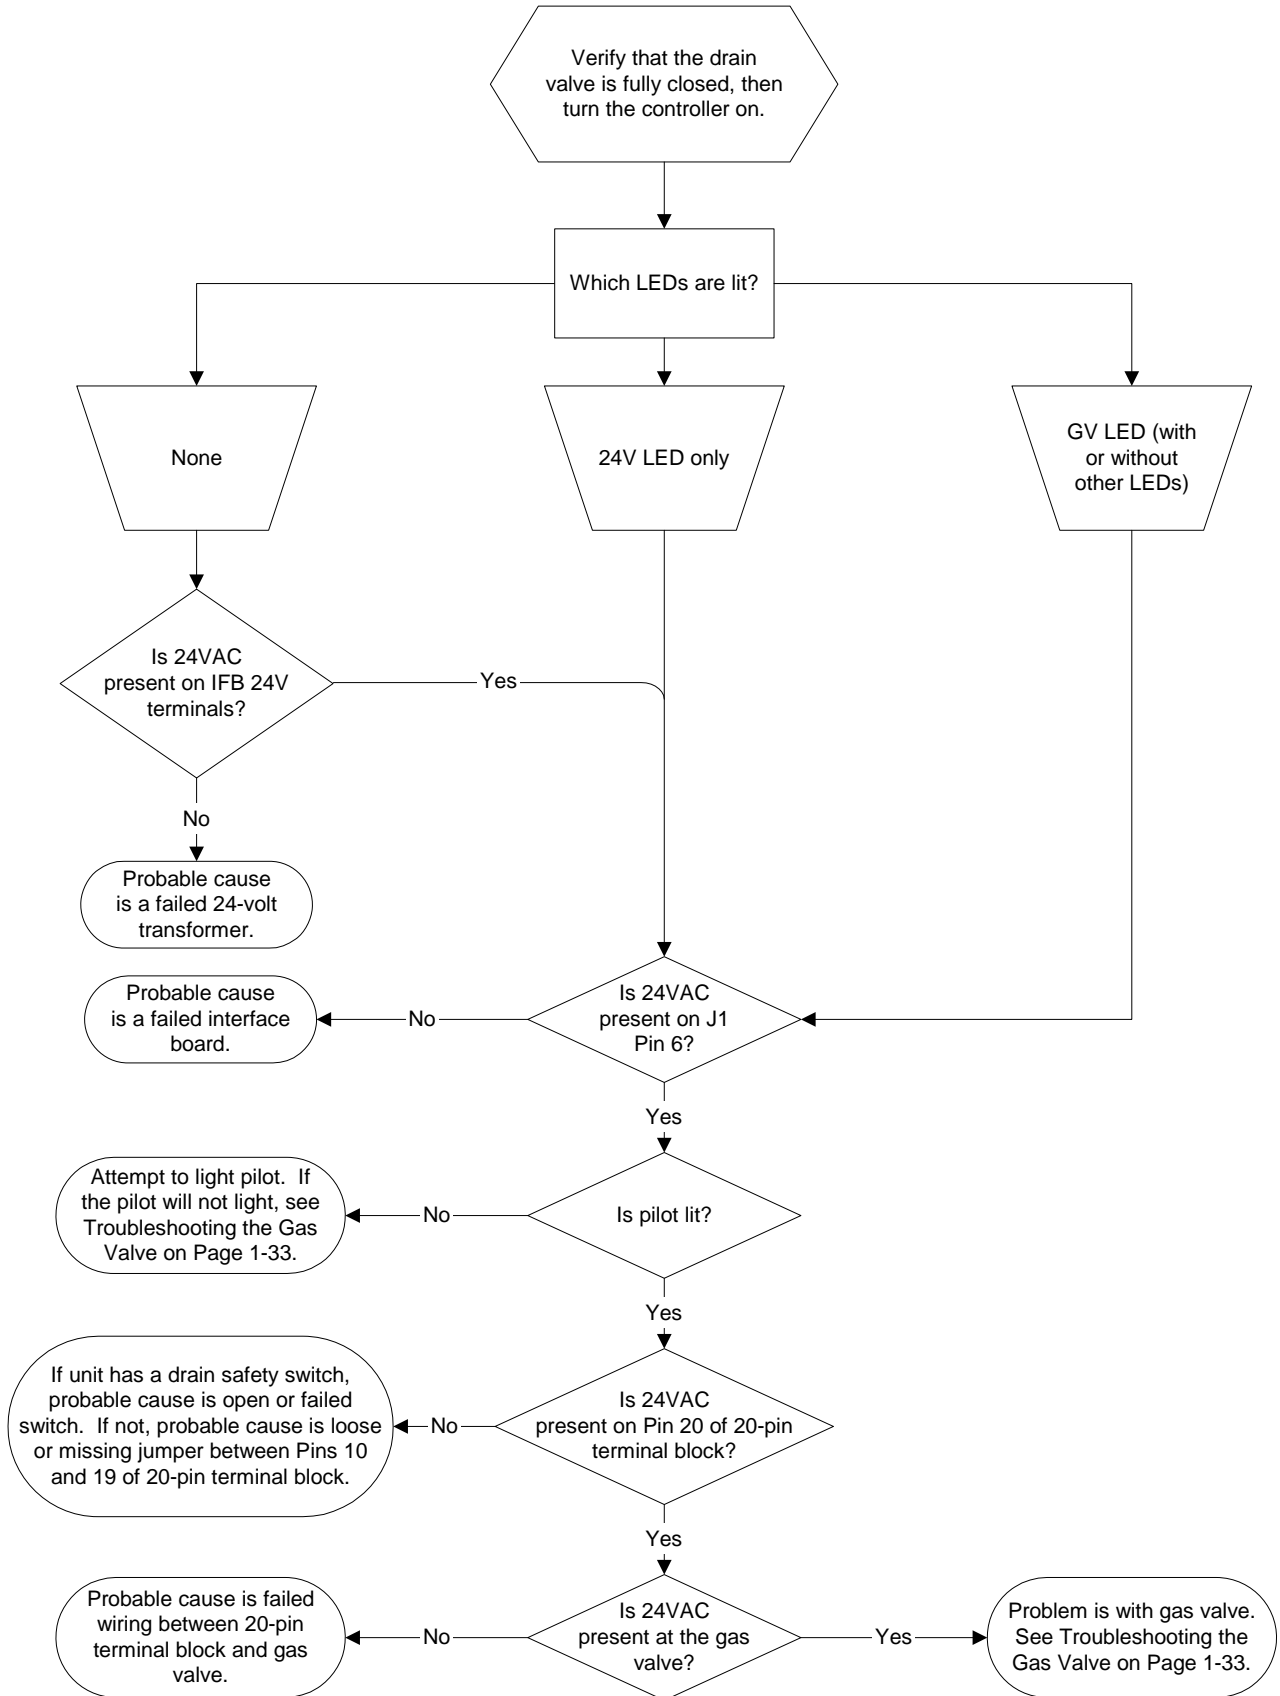 Verify that the drain
valve is fully closed, then
turn the controller on.
Which LEDs are lit?
None
24V LED only
GV LED (with
or without
other LEDs)
Is 24VAC
present on IFB 24V
terminals?
Yes
No
Probable cause
is a failed 24-volt
transformer.
Probable cause
is a failed interface
board.
No
Is 24VAC
present on J1
Pin 6?
Yes
Attempt to light pilot.  If
the pilot will not light, see
Troubleshooting the Gas
Valve on Page 1-33.
No
Is pilot lit?
Yes
If unit has a drain safety switch,
probable cause is open or failed
switch.  If not, probable cause is loose
or missing jumper between Pins 10
and 19 of 20-pin terminal block.
No
Is 24VAC
present on Pin 20 of 20-pin
terminal block?
Yes
Probable cause is failed
wiring between 20-pin
terminal block and gas
valve.
No
Is 24VAC
present at the gas
valve?
Yes
Problem is with gas valve.
See Troubleshooting the
Gas Valve on Page 1-33.